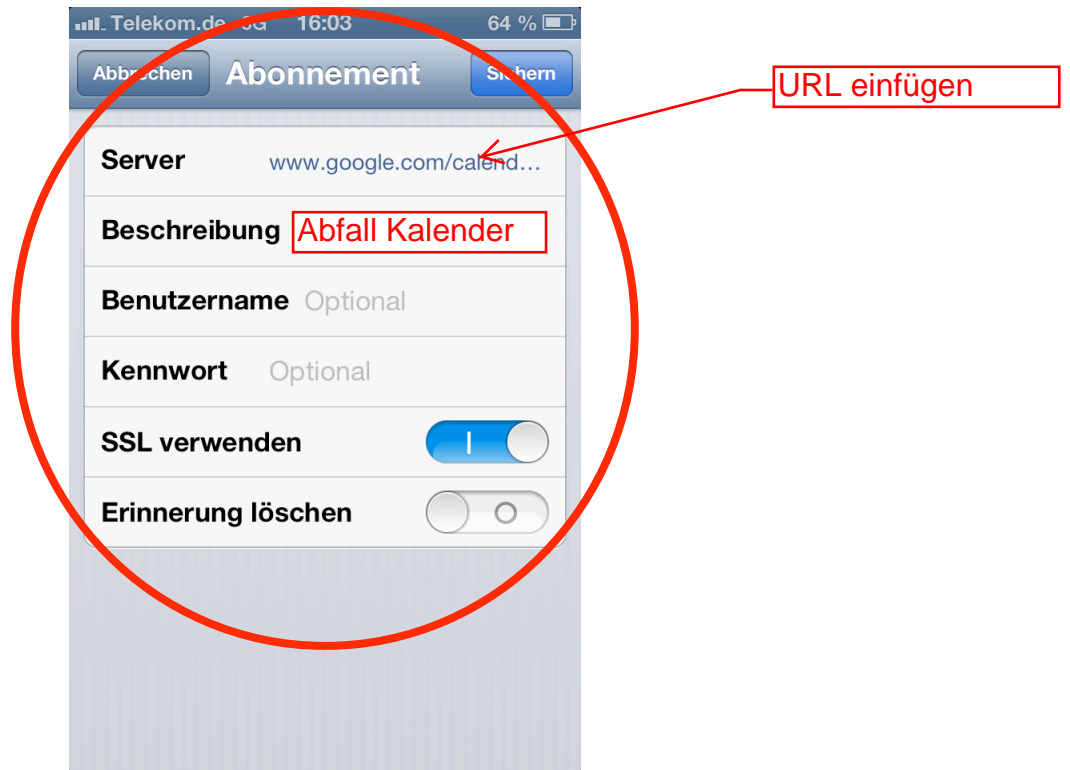 Telekom.de 3G 16:03 64 %
Abbrechen Abonnement Sichern
URL einfügen
Server www.google.com/calend...
Beschreibung Abfall Kalender
Benutzername Optional
Kennwort Optional
SSL verwenden
Erinnerung löschen